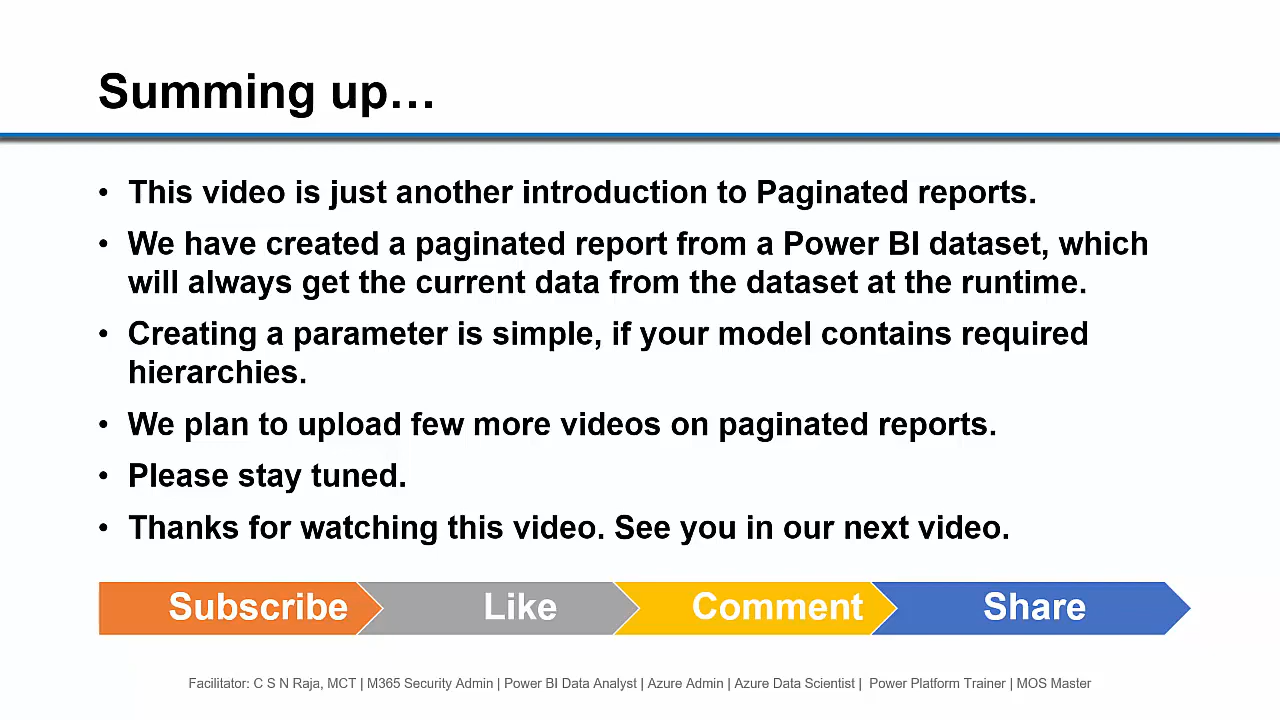 Summing up…
• This video is just another introduction to Paginated reports.
• We have created a paginated report from a Power BI dataset, which
will always get the current data from the dataset at the runtime.
• Creating a parameter is simple, if your model contains required
hierarchies.
• We plan to upload few more videos on paginated reports.
• Please stay tuned.
• Thanks for watching this video. See you in our next video.
Subscribe Like Comment Share
Facilitator: C S N Raja, MCT | M365 Security Admin | Power BI Data Analyst | Azure Admin | Azure Data Scientist | Power Platform Trainer | MOS Master